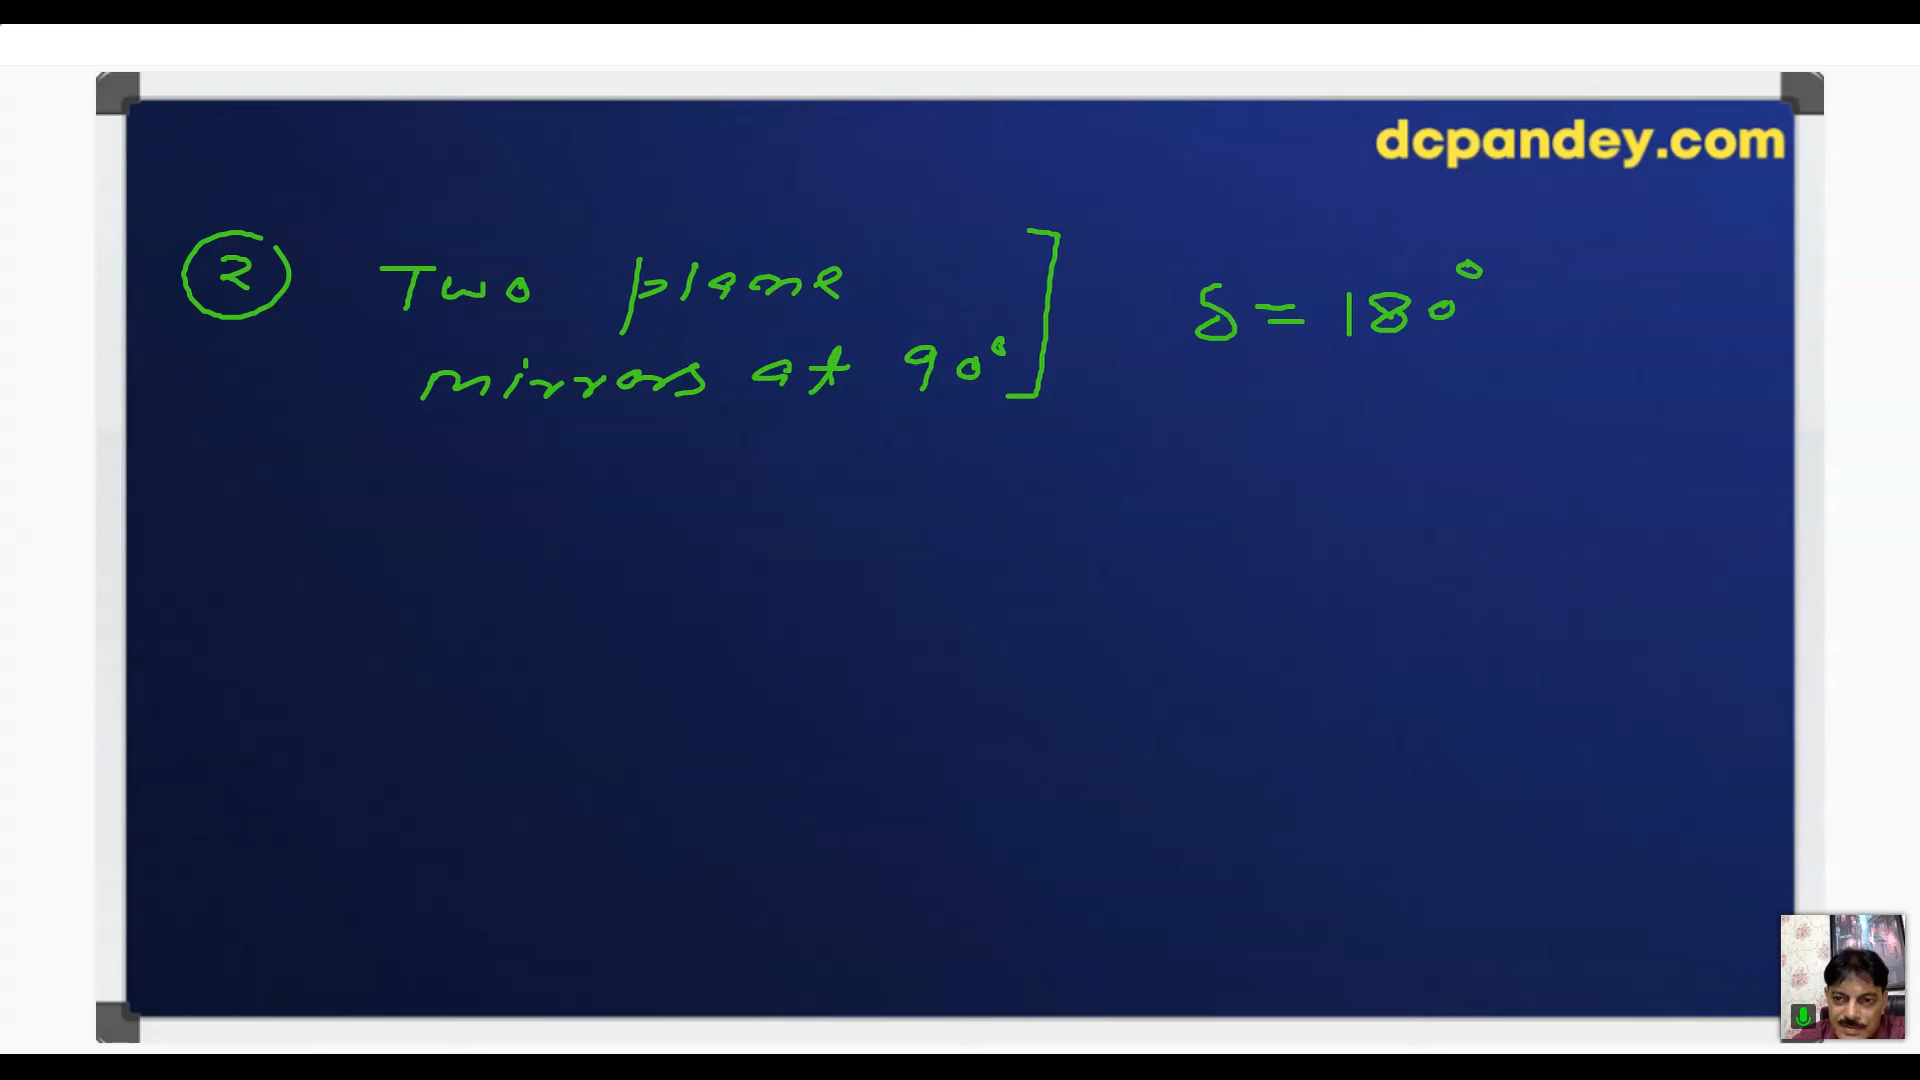 dcpandey.com
② Two plane
mirrors at 90° ] δ = 180°